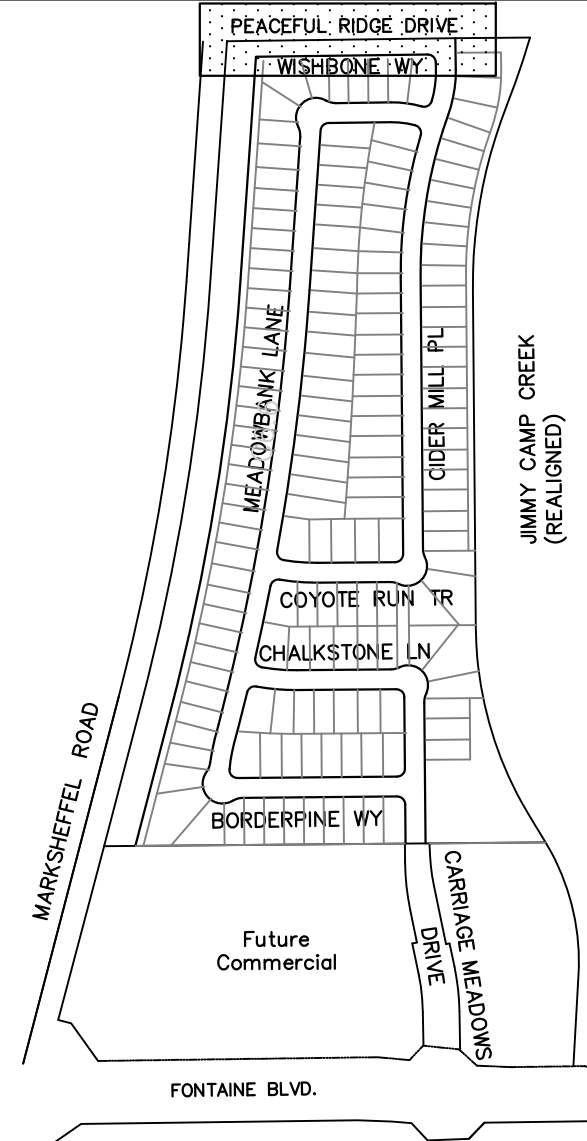 PEACEFUL RIDGE DRIVE
WISHBONE WY
MEADOWBANK LANE
CIDER MILL PL
JIMMY CAMP CREEK
(REALIGNED)
COYOTE RUN TR
CHALKSTONE LN
MARKSHEFFEL ROAD
BORDERPINE WY
CARRIAGE MEADOWS
DRIVE
Future
Commercial
FONTAINE BLVD.